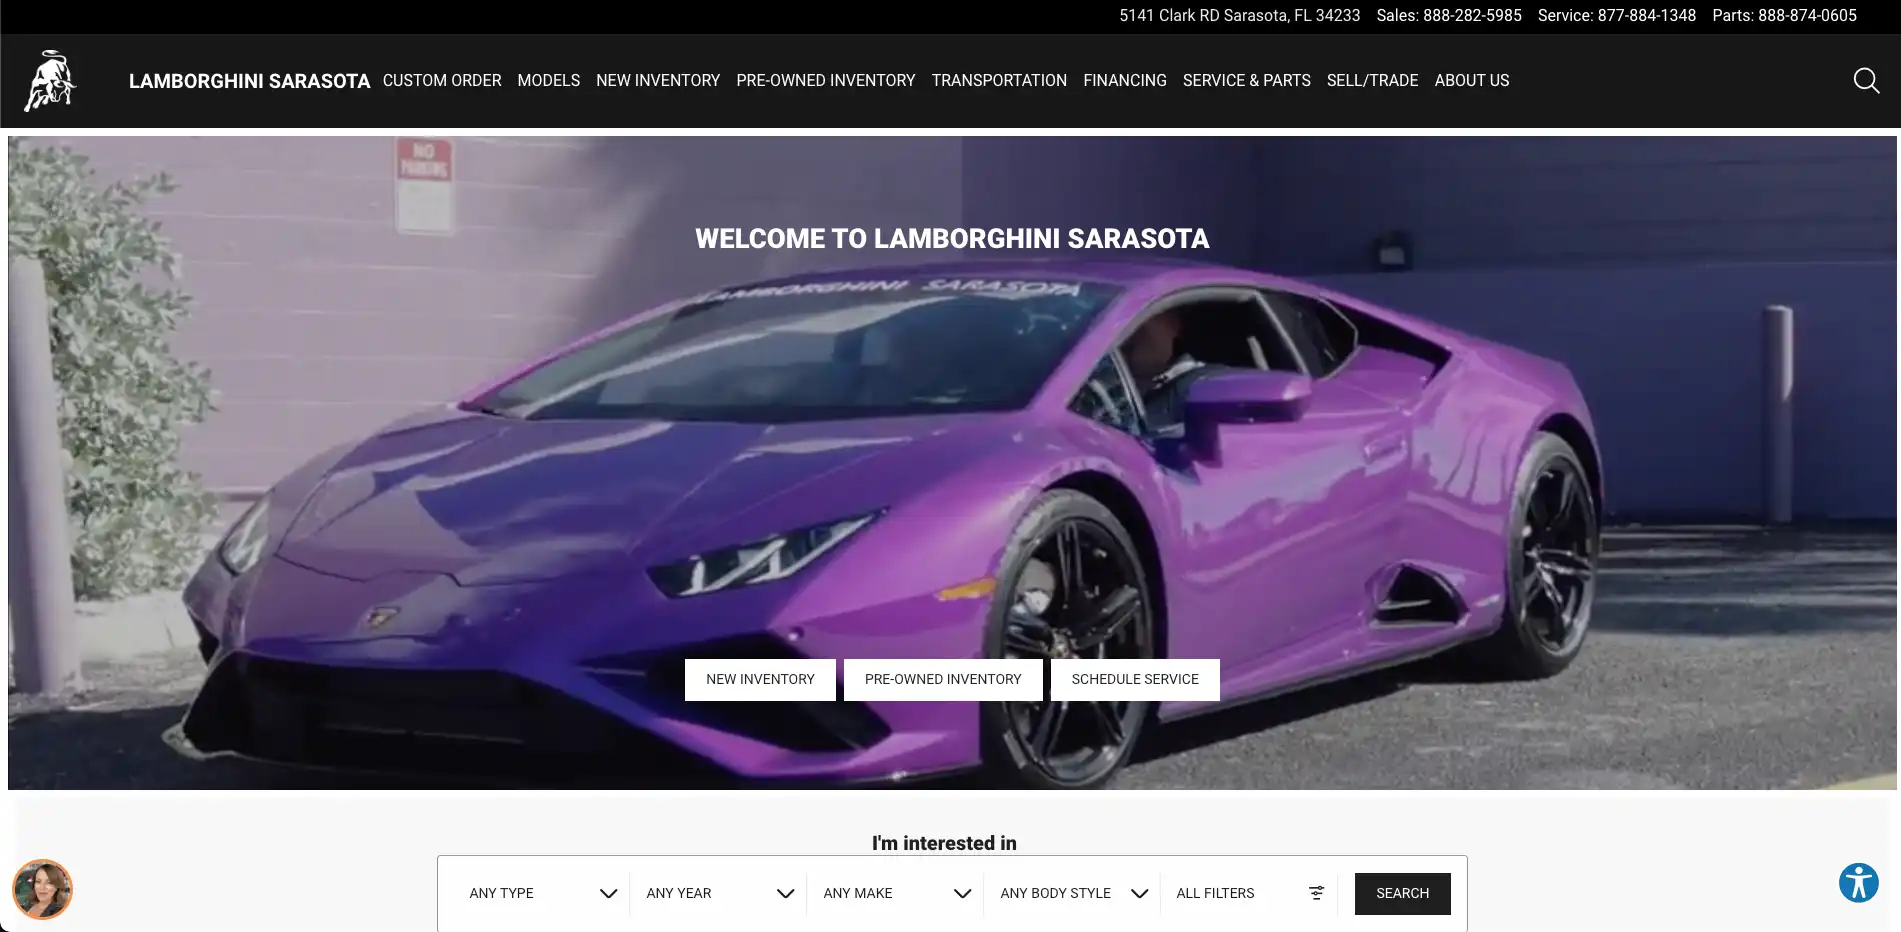 5141 Clark RD Sarasota, FL 34233 Sales: 888-282-5985 Service: 877-884-1348 Parts: 888-874-0605
LAMBORGHINI SARASOTA CUSTOM ORDER MODELS NEW INVENTORY PRE-OWNED INVENTORY TRANSPORTATION FINANCING SERVICE & PARTS SELL/TRADE ABOUT US
NO
PARKING
WELCOME TO LAMBORGHINI SARASOTA
LAMBORGHINI SARASOTA
NEW INVENTORY PRE-OWNED INVENTORY SCHEDULE SERVICE
I'm interested in
ANY TYPE ANY YEAR ANY MAKE ANY BODY STYLE ALL FILTERS SEARCH